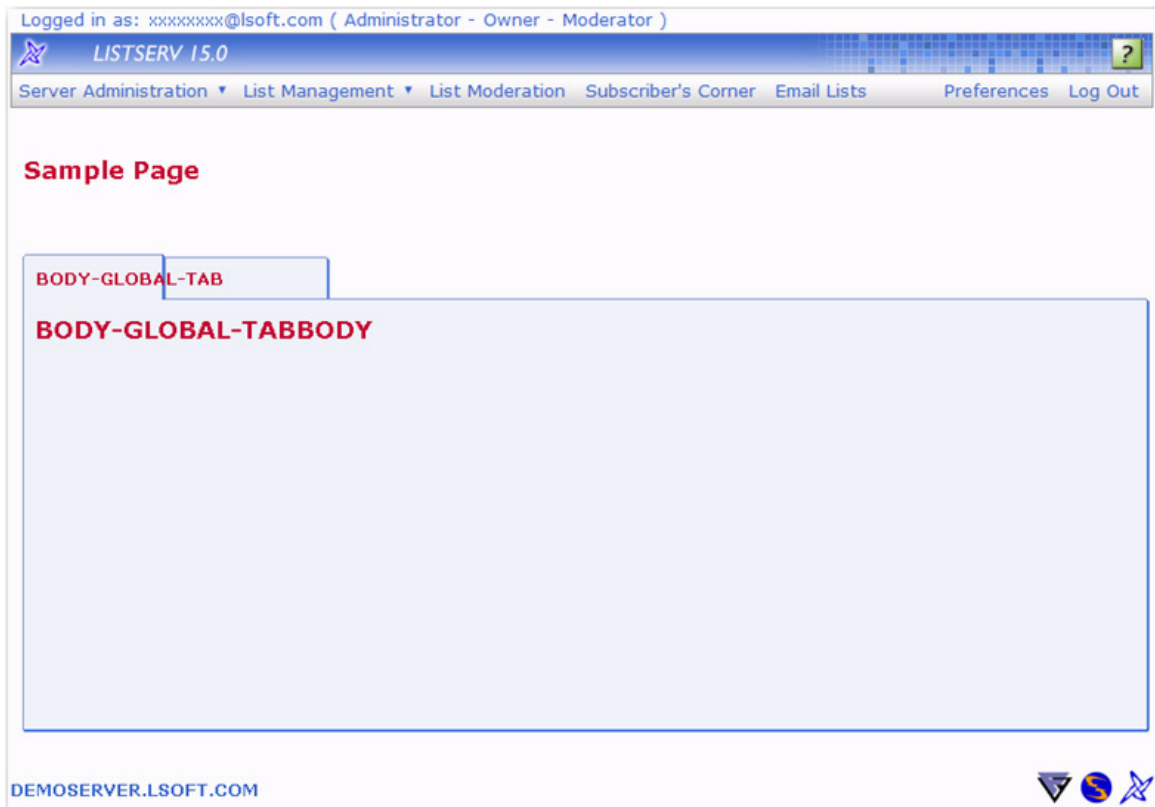 Logged in as: xxxxxxxx@lsoft.com ( Administrator - Owner - Moderator )
LISTSERV 15.0 ?
Server Administration ▼ List Management ▼ List Moderation Subscriber's Corner Email Lists Preferences Log Out
Sample Page
BODY-GLOBAL-TAB
BODY-GLOBAL-TABBODY
DEMOSERVER.LSOFT.COM